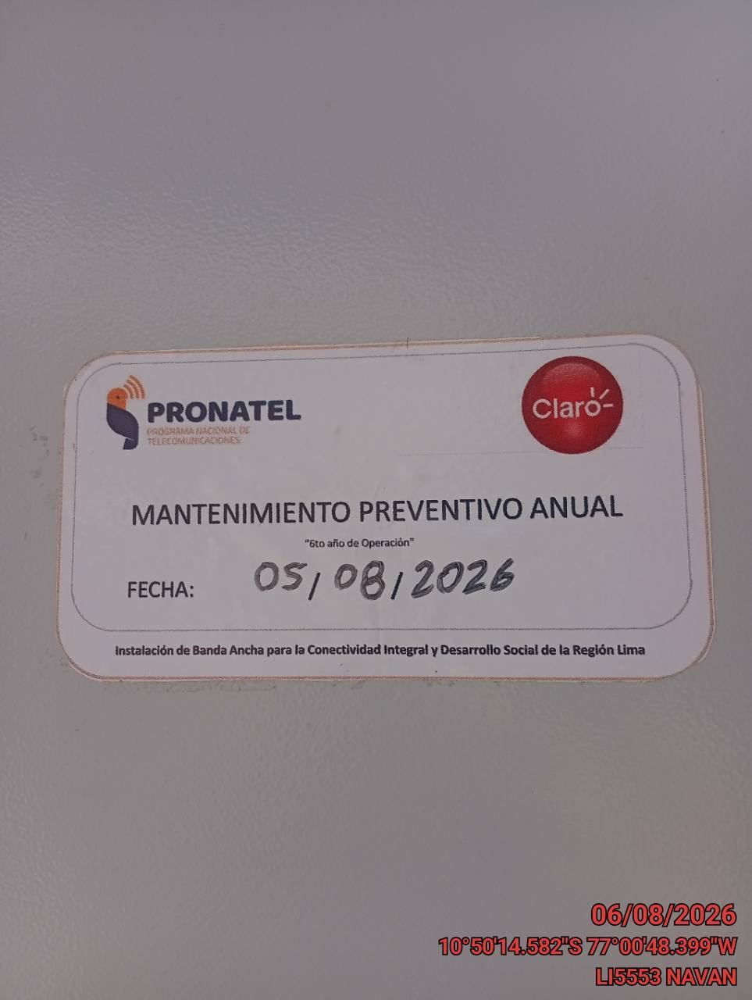 PRONATEL
PROGRAMA NACIONAL DE
TELECOMUNICACIONES
Claro
MANTENIMIENTO PREVENTIVO ANUAL
"6to año de Operación"
FECHA: 05/08/2026
Instalación de Banda Ancha para la Conectividad Integral y Desarrollo Social de la Región Lima
06/08/2026
10°50'14.582"S 77°00'48.399"W
LI5553 NAVAN